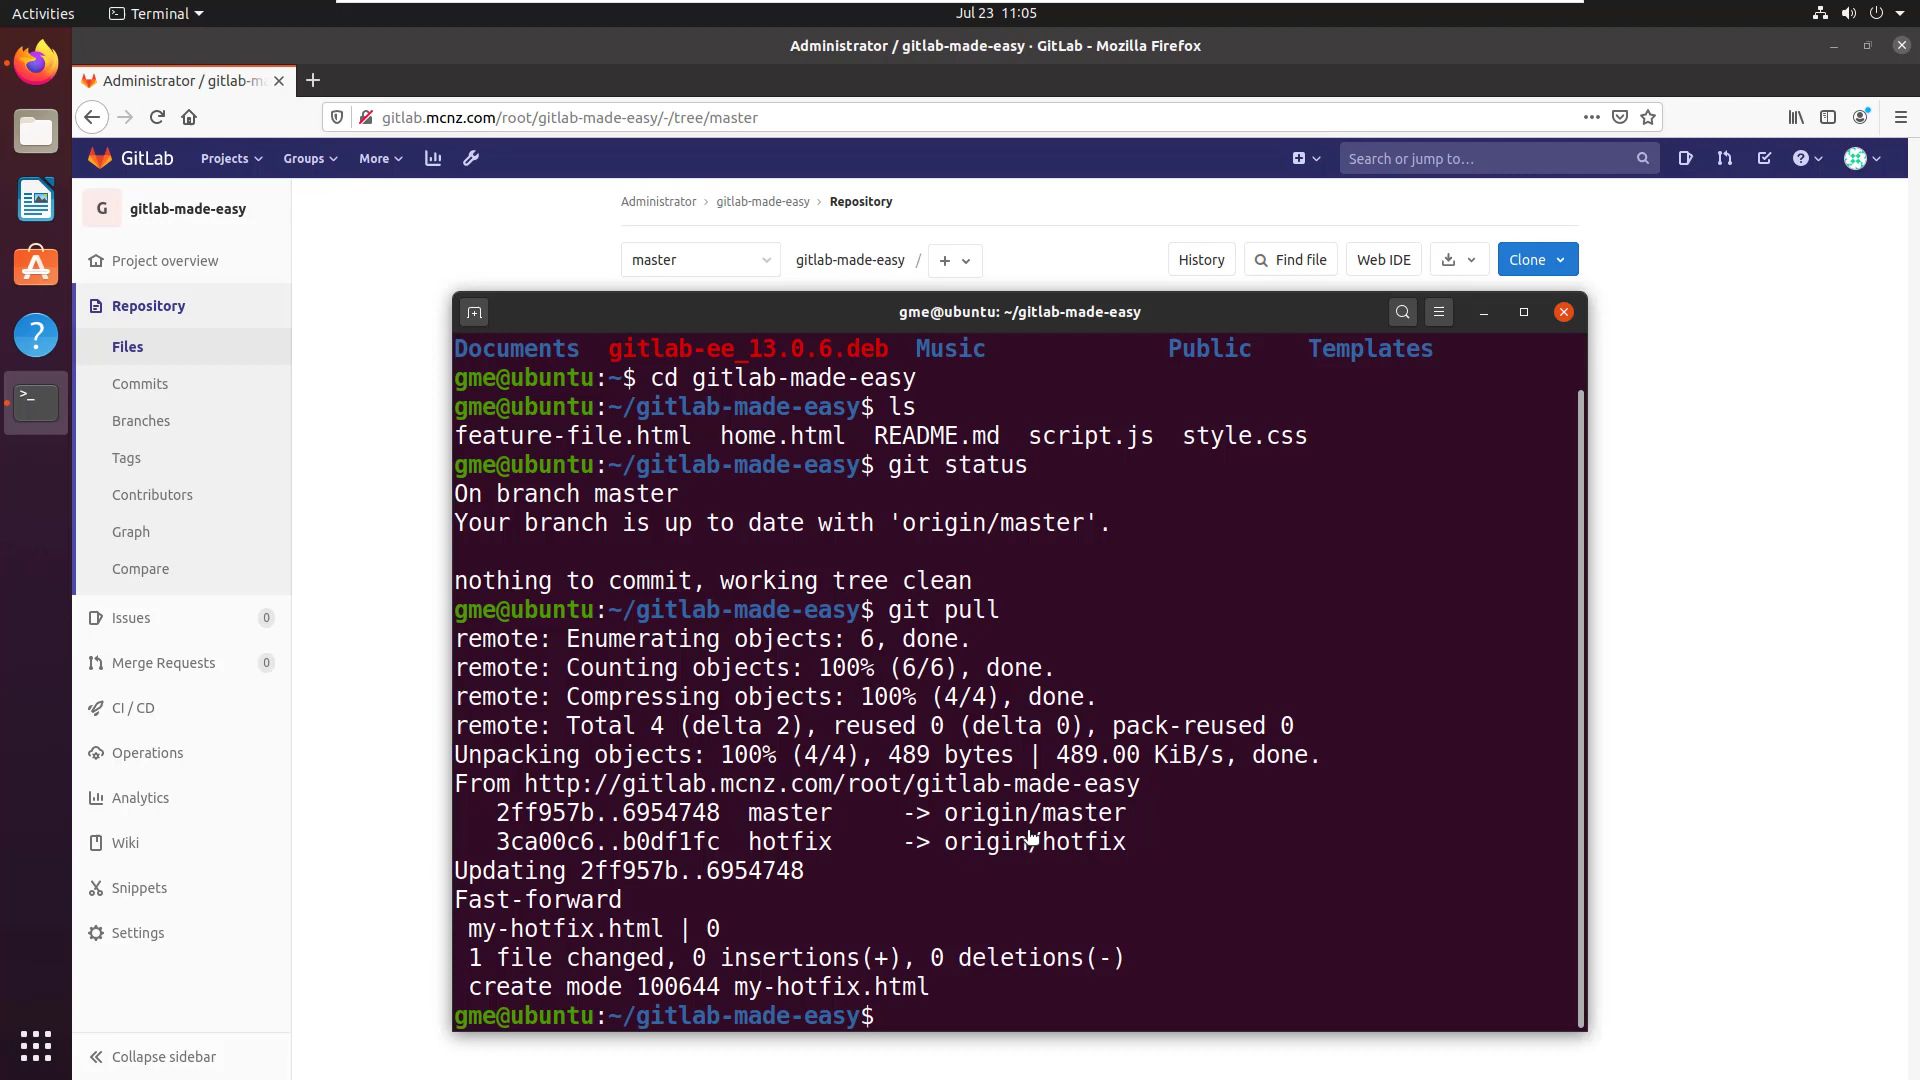 Activities
Terminal
Jul 23 11:05
Administrator / gitlab-made-easy · GitLab - Mozilla Firefox
Administrator / gitlab-m
gitlab.mcnz.com/root/gitlab-made-easy/-/tree/master
GitLab
Projects
Groups
More
Search or jump to…
G
gitlab-made-easy
Administrator › gitlab-made-easy › Repository
Project overview
master
gitlab-made-easy /
History
Find file
Web IDE
Clone
Repository
Files
Commits
Branches
Tags
Contributors
Graph
Compare
Issues 0
Merge Requests 0
CI / CD
Operations
Analytics
Wiki
Snippets
Settings
Collapse sidebar
gme@ubuntu: ~/gitlab-made-easy
Documents gitlab-ee_13.0.6.deb Music Public Templates
gme@ubuntu:~$ cd gitlab-made-easy
gme@ubuntu:~/gitlab-made-easy$ ls
feature-file.html home.html README.md script.js style.css
gme@ubuntu:~/gitlab-made-easy$ git status
On branch master
Your branch is up to date with 'origin/master'.
nothing to commit, working tree clean
gme@ubuntu:~/gitlab-made-easy$ git pull
remote: Enumerating objects: 6, done.
remote: Counting objects: 100% (6/6), done.
remote: Compressing objects: 100% (4/4), done.
remote: Total 4 (delta 2), reused 0 (delta 0), pack-reused 0
Unpacking objects: 100% (4/4), 489 bytes | 489.00 KiB/s, done.
From http://gitlab.mcnz.com/root/gitlab-made-easy
2ff957b..6954748 master -> origin/master
3ca00c6..b0df1fc hotfix -> origin/hotfix
Updating 2ff957b..6954748
Fast-forward
my-hotfix.html | 0
1 file changed, 0 insertions(+), 0 deletions(-)
create mode 100644 my-hotfix.html
gme@ubuntu:~/gitlab-made-easy$